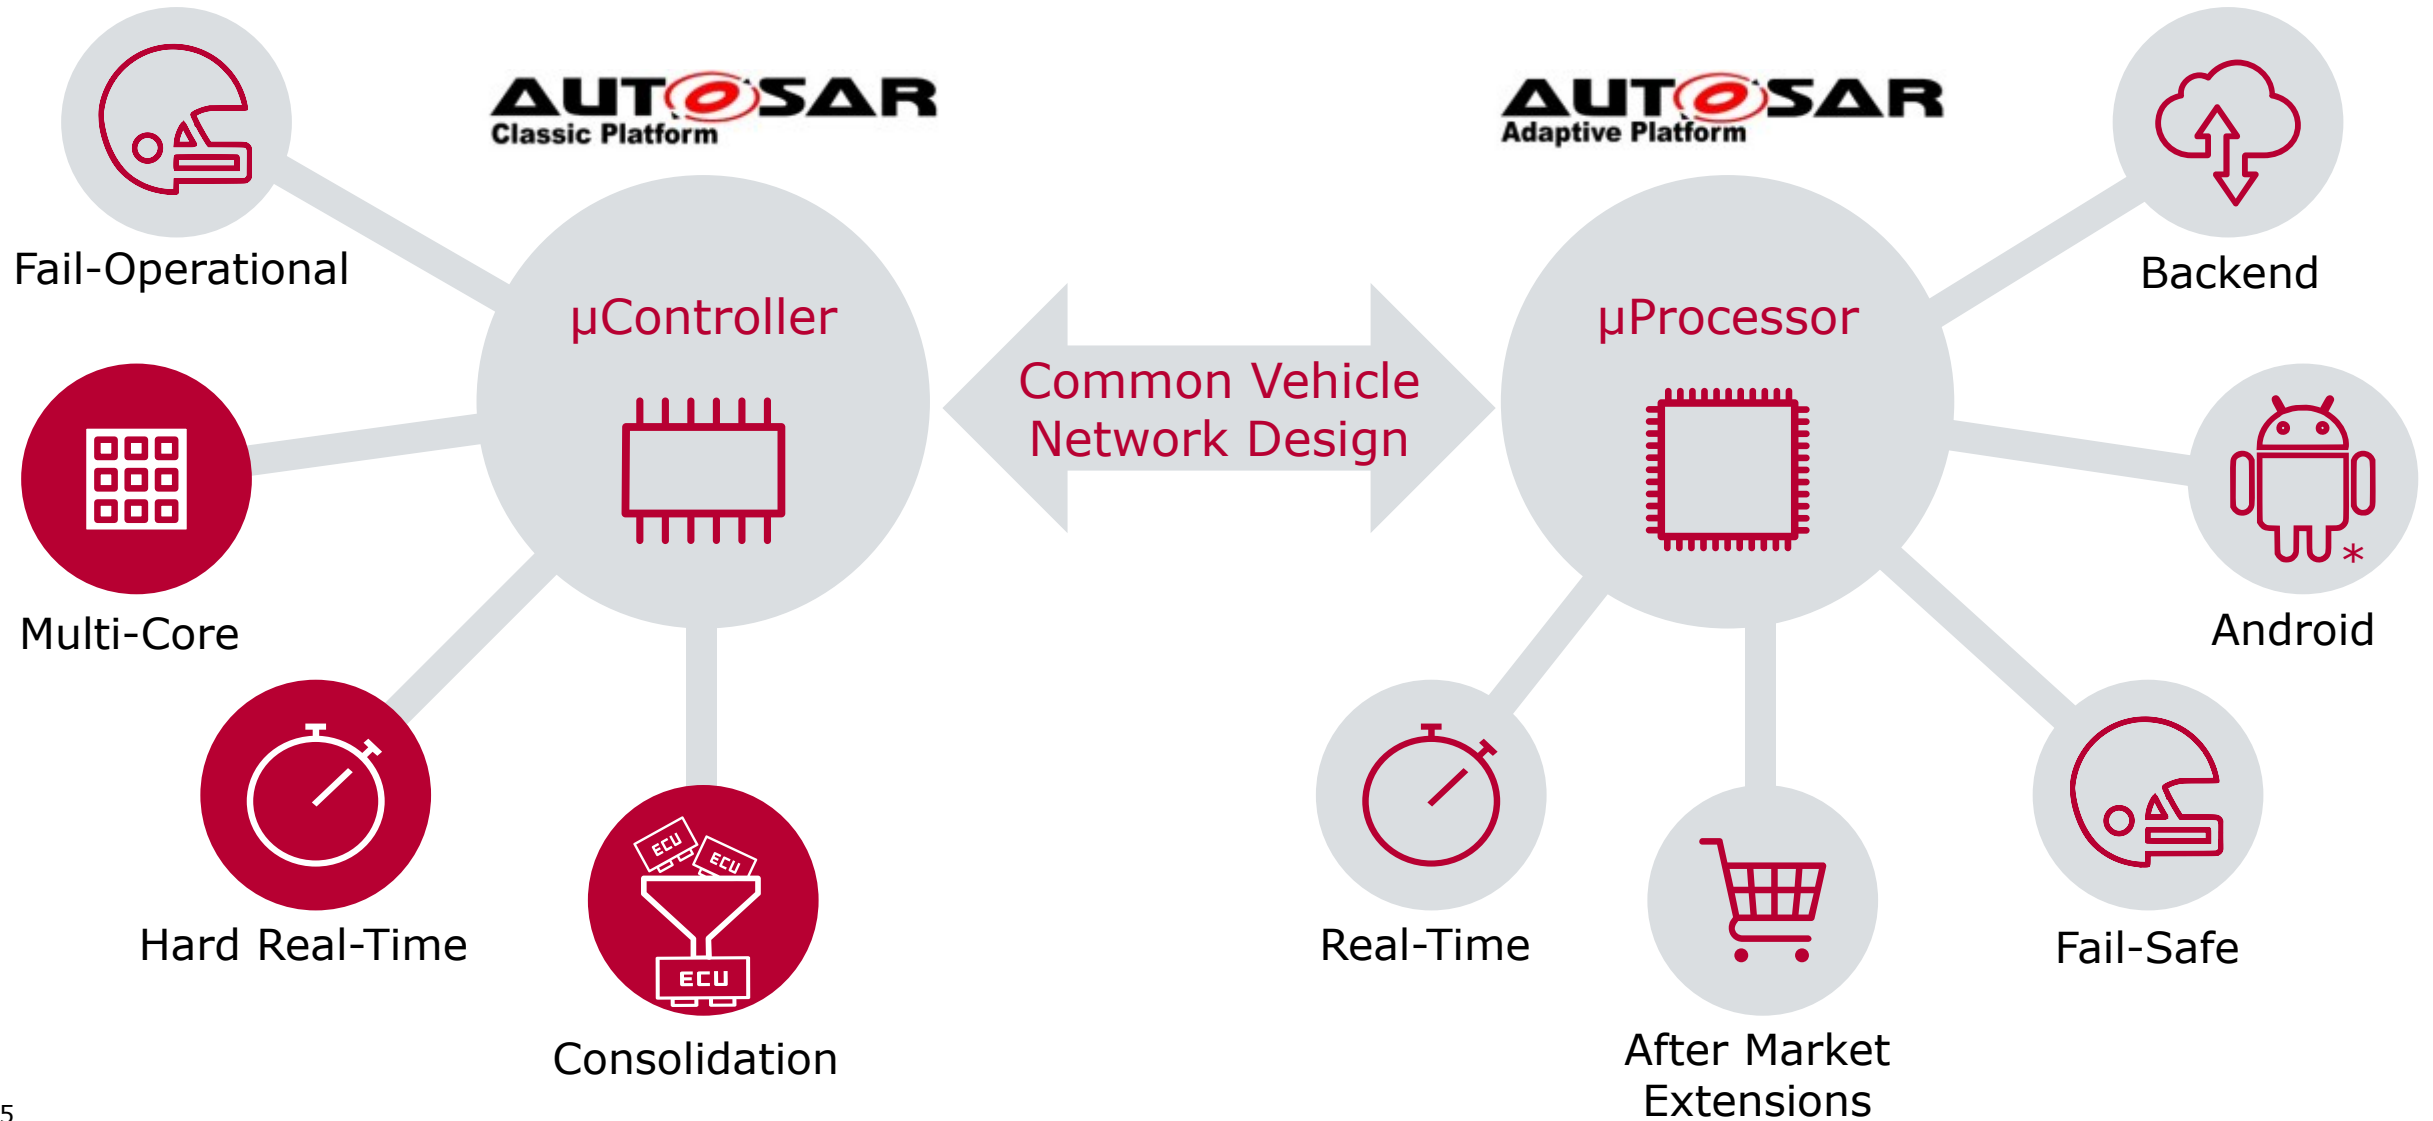 AUTOSAR
Classic Platform
AUTOSAR
Adaptive Platform
Fail-Operational
Backend
µController
µProcessor
Common Vehicle
Network Design
*
Multi-Core
Android
ECU
ECU
ECU
Hard Real-Time
Real-Time
Fail-Safe
Consolidation
After Market
Extensions
5